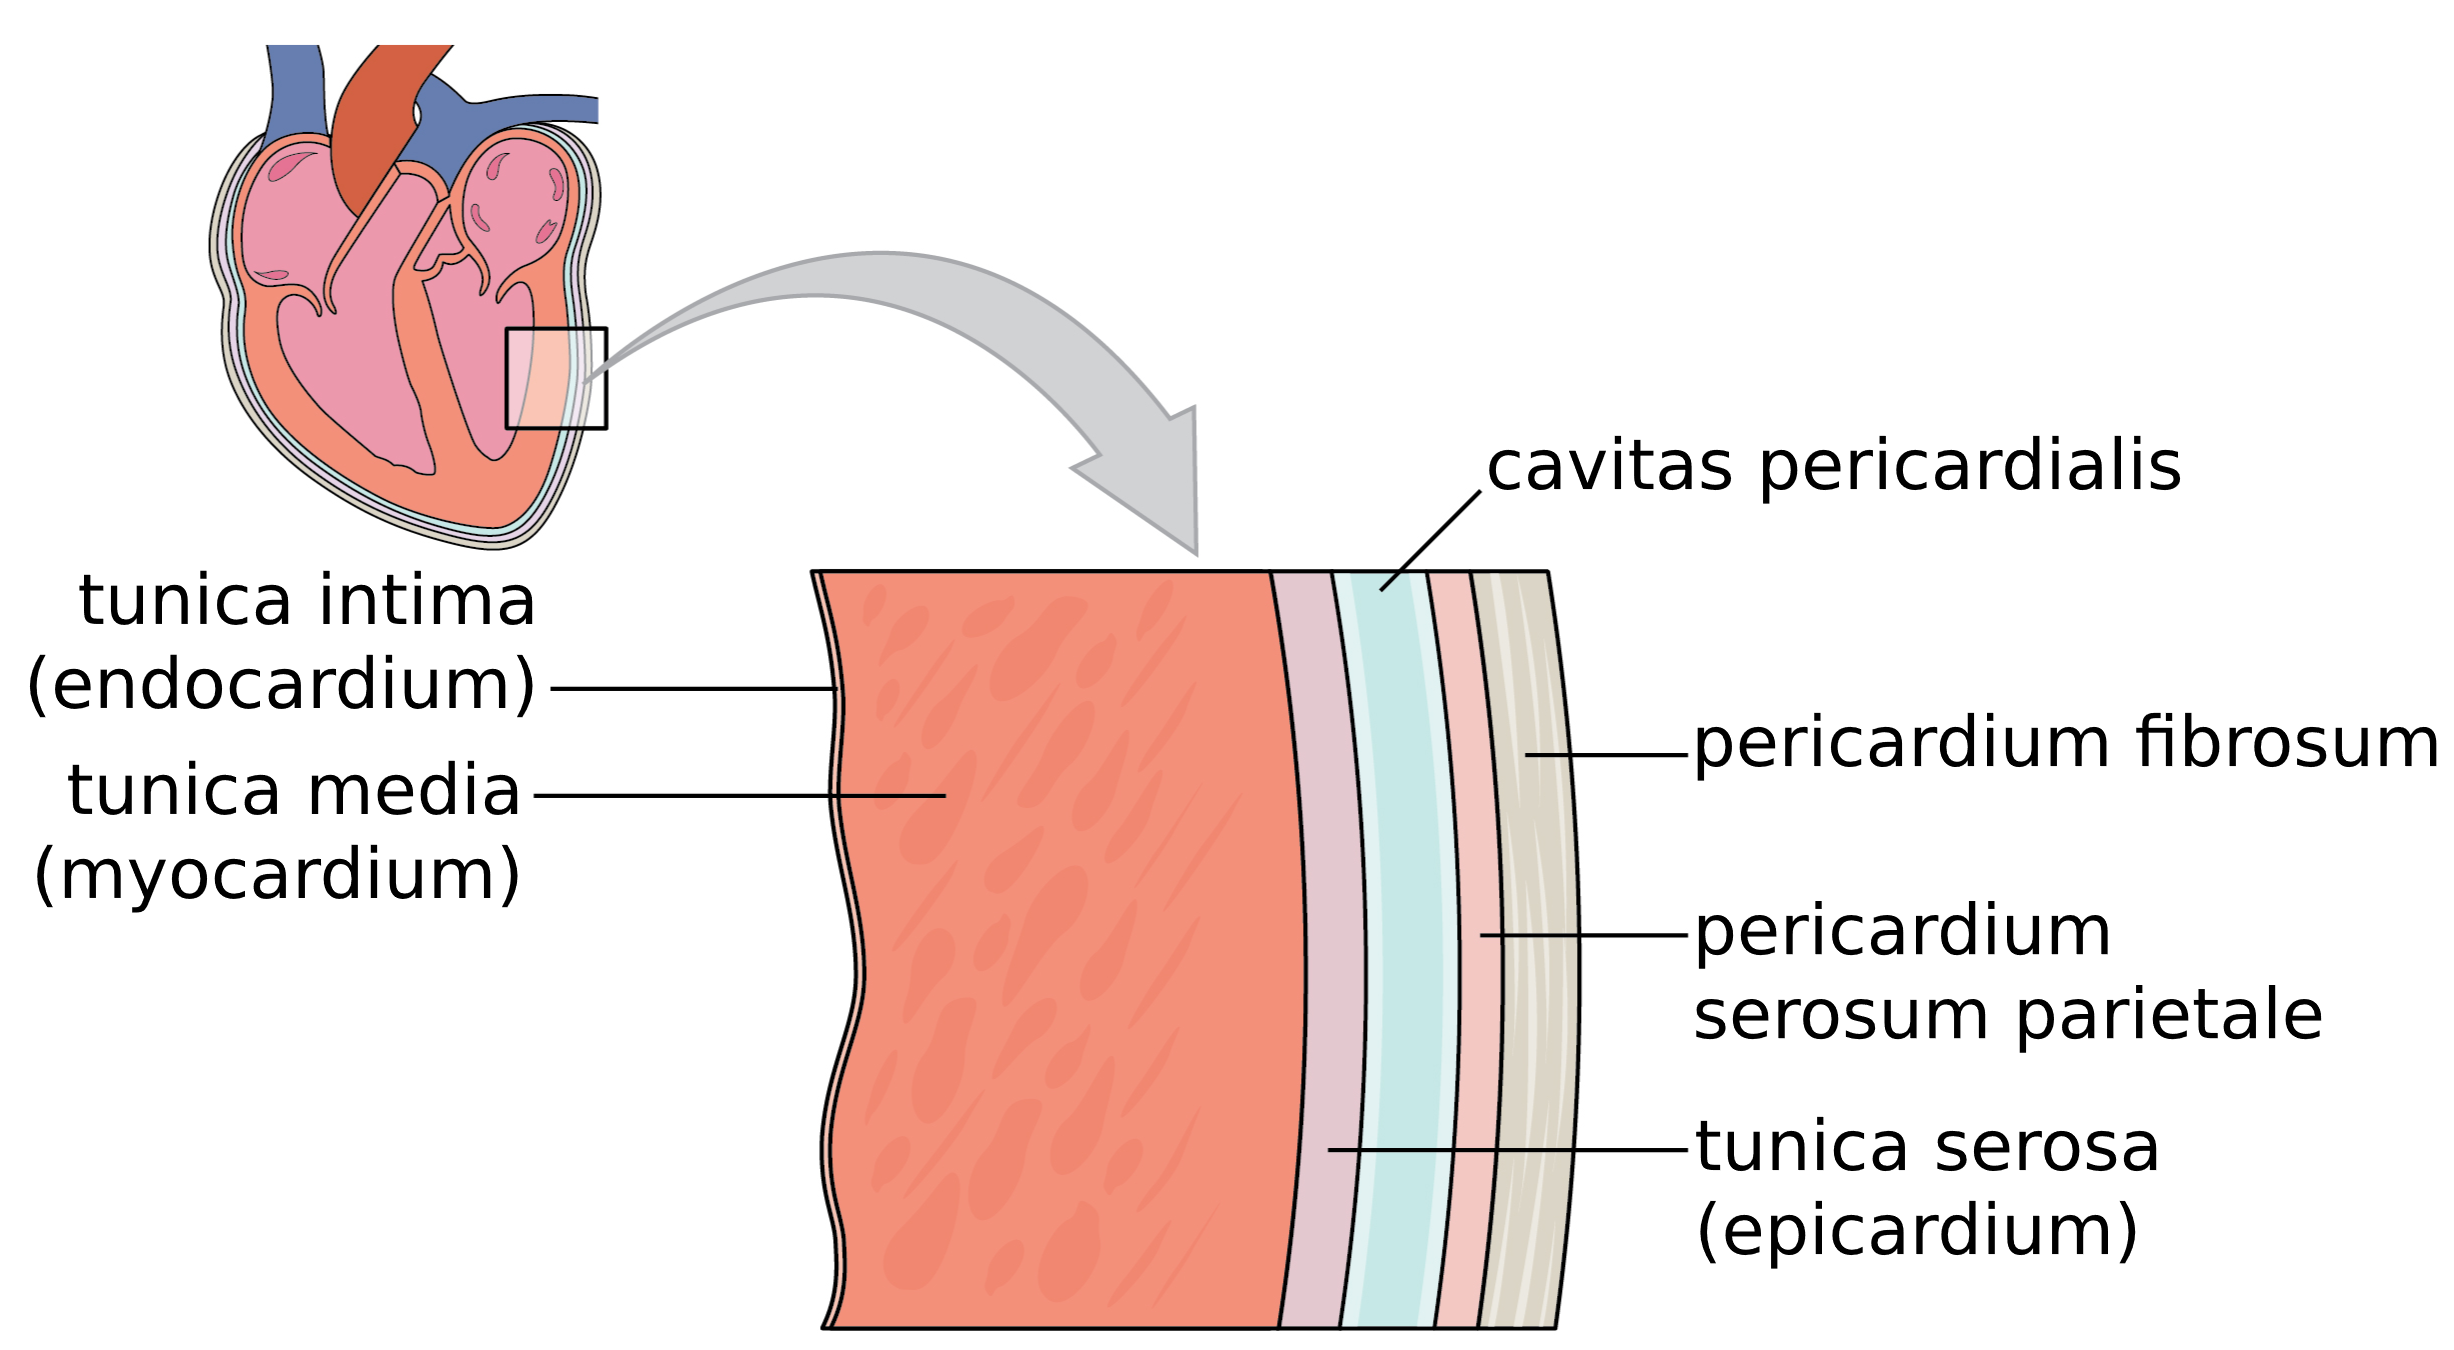 cavitas pericardialis
tunica intima
(endocardium)
tunica media
(myocardium)
pericardium fibrosum
pericardium
serosum parietale
tunica serosa
(epicardium)